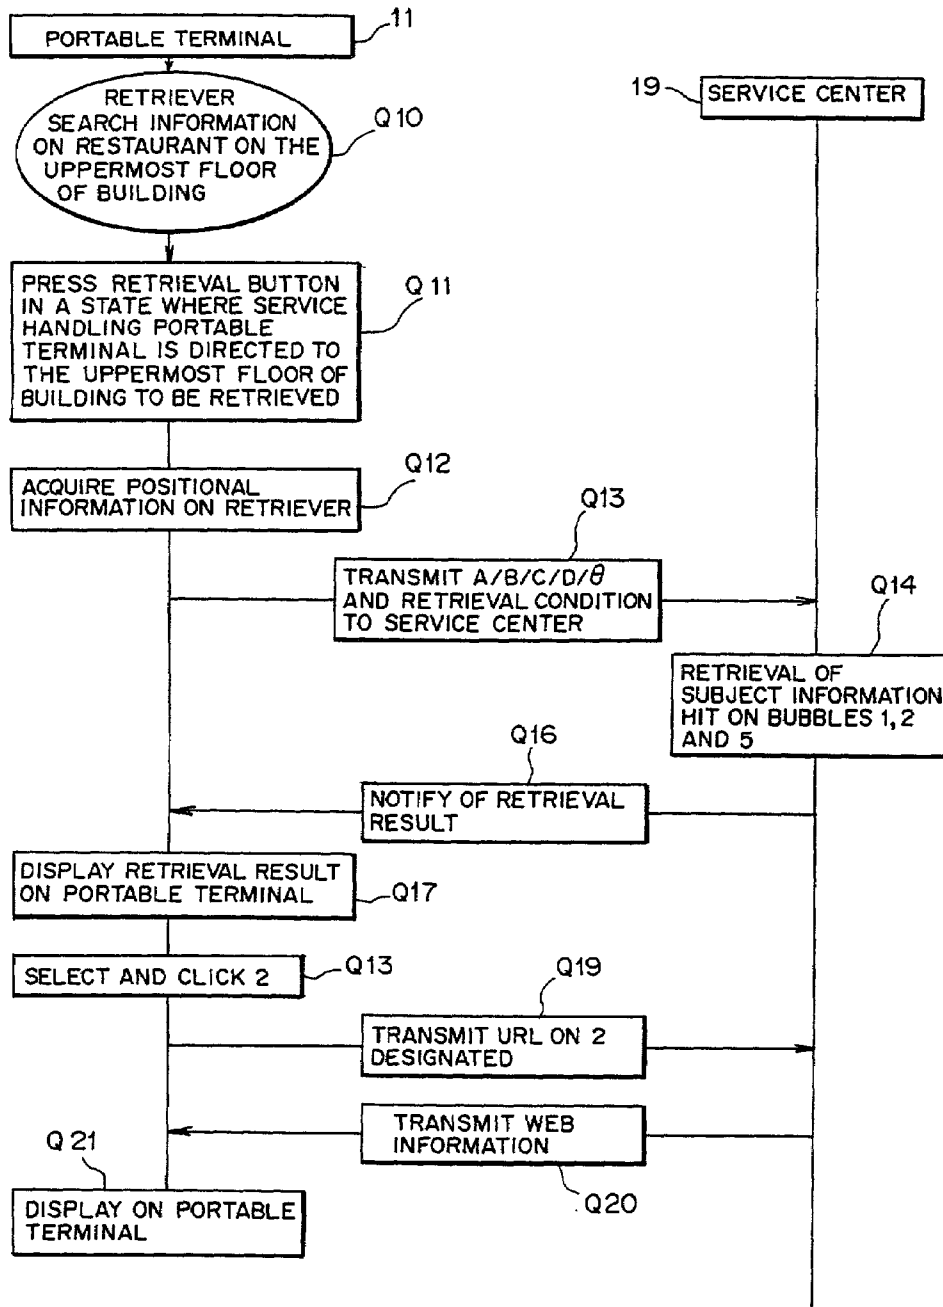 11
PORTABLE TERMINAL
19
SERVICE CENTER
RETRIEVER
SEARCH INFORMATION
ON RESTAURANT ON THE
UPPERMOST FLOOR
OF BUILDING
Q10
PRESS RETRIEVAL BUTTON
IN A STATE WHERE SERVICE
HANDLING PORTABLE
TERMINAL IS DIRECTED TO
THE UPPERMOST FLOOR OF
BUILDING TO BE RETRIEVED
Q11
Q12
ACQUIRE POSITIONAL
INFORMATION ON RETRIEVER
Q13
TRANSMIT A/B/C/D/θ
AND RETRIEVAL CONDITION
TO SERVICE CENTER
Q14
RETRIEVAL OF
SUBJECT INFORMATION
HIT ON BUBBLES 1, 2
AND 5
Q16
NOTIFY OF RETRIEVAL
RESULT
DISPLAY RETRIEVAL RESULT
ON PORTABLE TERMINAL
Q17
SELECT AND CLICK 2
Q13
Q19
TRANSMIT URL ON 2
DESIGNATED
TRANSMIT WEB
INFORMATION
Q20
Q21
DISPLAY ON PORTABLE
TERMINAL